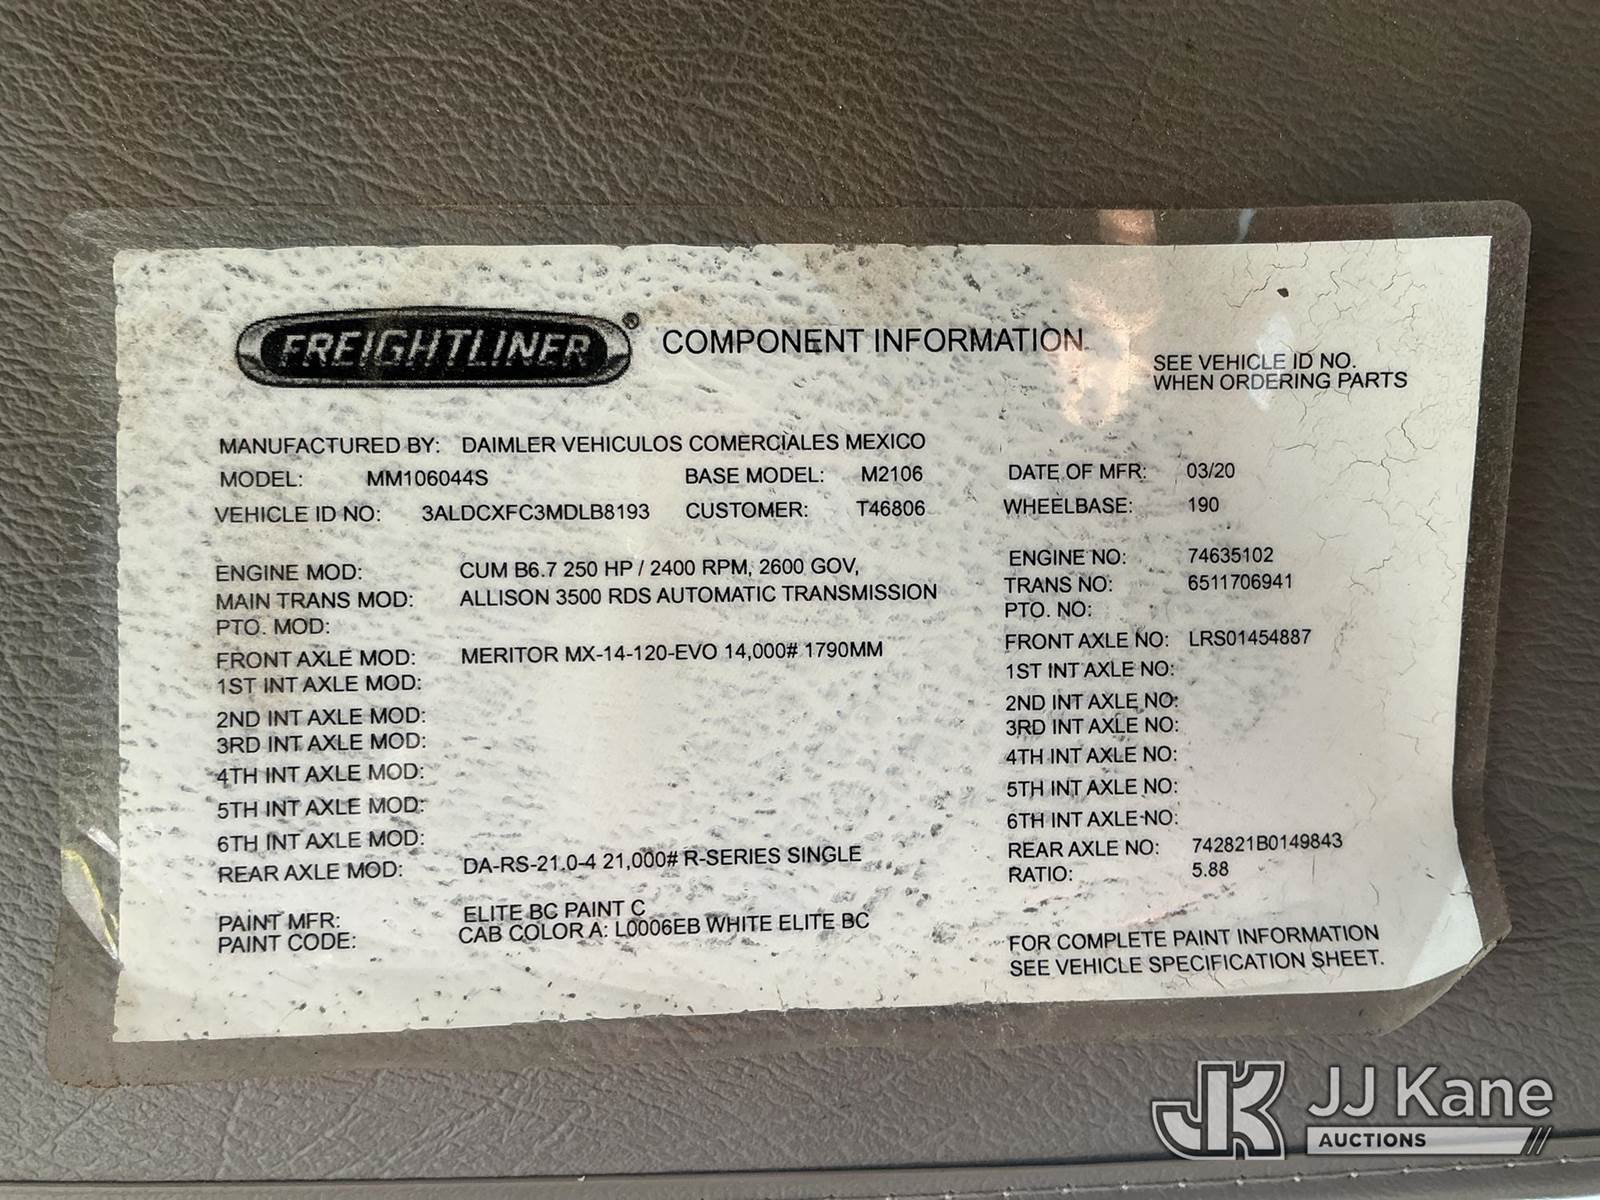 FREIGHTLINER® COMPONENT INFORMATION
SEE VEHICLE ID NO.
WHEN ORDERING PARTS
MANUFACTURED BY: DAIMLER VEHICULOS COMERCIALES MEXICO
MODEL: MM106044S BASE MODEL: M2106 DATE OF MFR: 03/20
VEHICLE ID NO: 3ALDCXFC3MDLB8193 CUSTOMER: T46806 WHEELBASE: 190
ENGINE MOD: CUM B6.7 250 HP / 2400 RPM, 2600 GOV, ENGINE NO: 74635102
MAIN TRANS MOD: ALLISON 3500 RDS AUTOMATIC TRANSMISSION TRANS NO: 6511706941
PTO. MOD: PTO. NO:
FRONT AXLE MOD: MERITOR MX-14-120-EVO 14,000# 1790MM FRONT AXLE NO: LRS01454887
1ST INT AXLE MOD: 1ST INT AXLE NO:
2ND INT AXLE MOD: 2ND INT AXLE NO:
3RD INT AXLE MOD: 3RD INT AXLE NO:
4TH INT AXLE MOD: 4TH INT AXLE NO:
5TH INT AXLE MOD: 5TH INT AXLE NO:
6TH INT AXLE MOD: 6TH INT AXLE NO:
REAR AXLE MOD: DA-RS-21.0-4 21,000# R-SERIES SINGLE REAR AXLE NO: 742821B0149843
RATIO: 5.88
PAINT MFR: ELITE BC PAINT C
PAINT CODE: CAB COLOR A: L0006EB WHITE ELITE BC
FOR COMPLETE PAINT INFORMATION
SEE VEHICLE SPECIFICATION SHEET.
JK JJ Kane
AUCTIONS